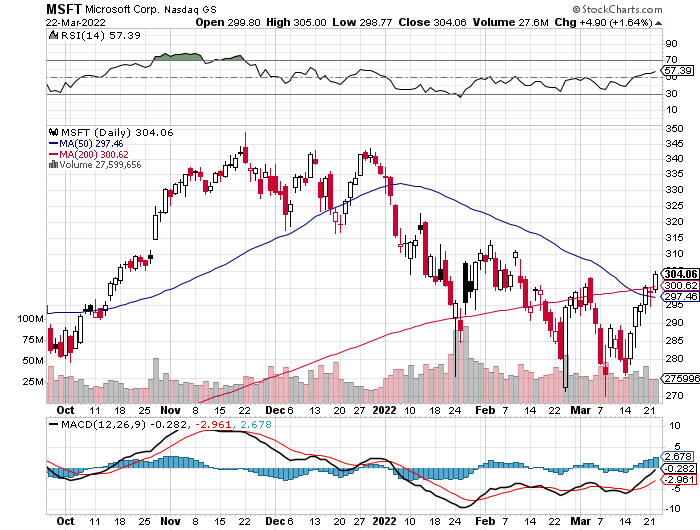 MSFT Microsoft Corp. Nasdaq GS © StockCharts.com
22-Mar-2022 Open 299.80 High 305.00 Low 298.77 Close 304.06 Volume 27.6M Chg +4.90 (+1.64%)
RSI(14) 57.39
90
70
57.39
50
30
10
MSFT (Daily) 304.06
MA(50) 297.46
MA(200) 300.62
Volume 27,599,656
350
345
340
335
330
325
320
315
310
304.06
300.62
297.46
295
290
285
280
275
270
27599656
100M
75M
50M
25M
Oct 11 18 25 Nov 8 15 22 Dec 6 13 20 27 2022 10 18 24 Feb 7 14 22 Mar 7 14 21
MACD(12,26,9) -0.282, -2.961, 2.678
10
5
2.678
-0.282
-2.961
-5
-10
Oct 11 18 25 Nov 8 15 22 Dec 6 13 20 27 2022 10 18 24 Feb 7 14 22 Mar 7 14 21